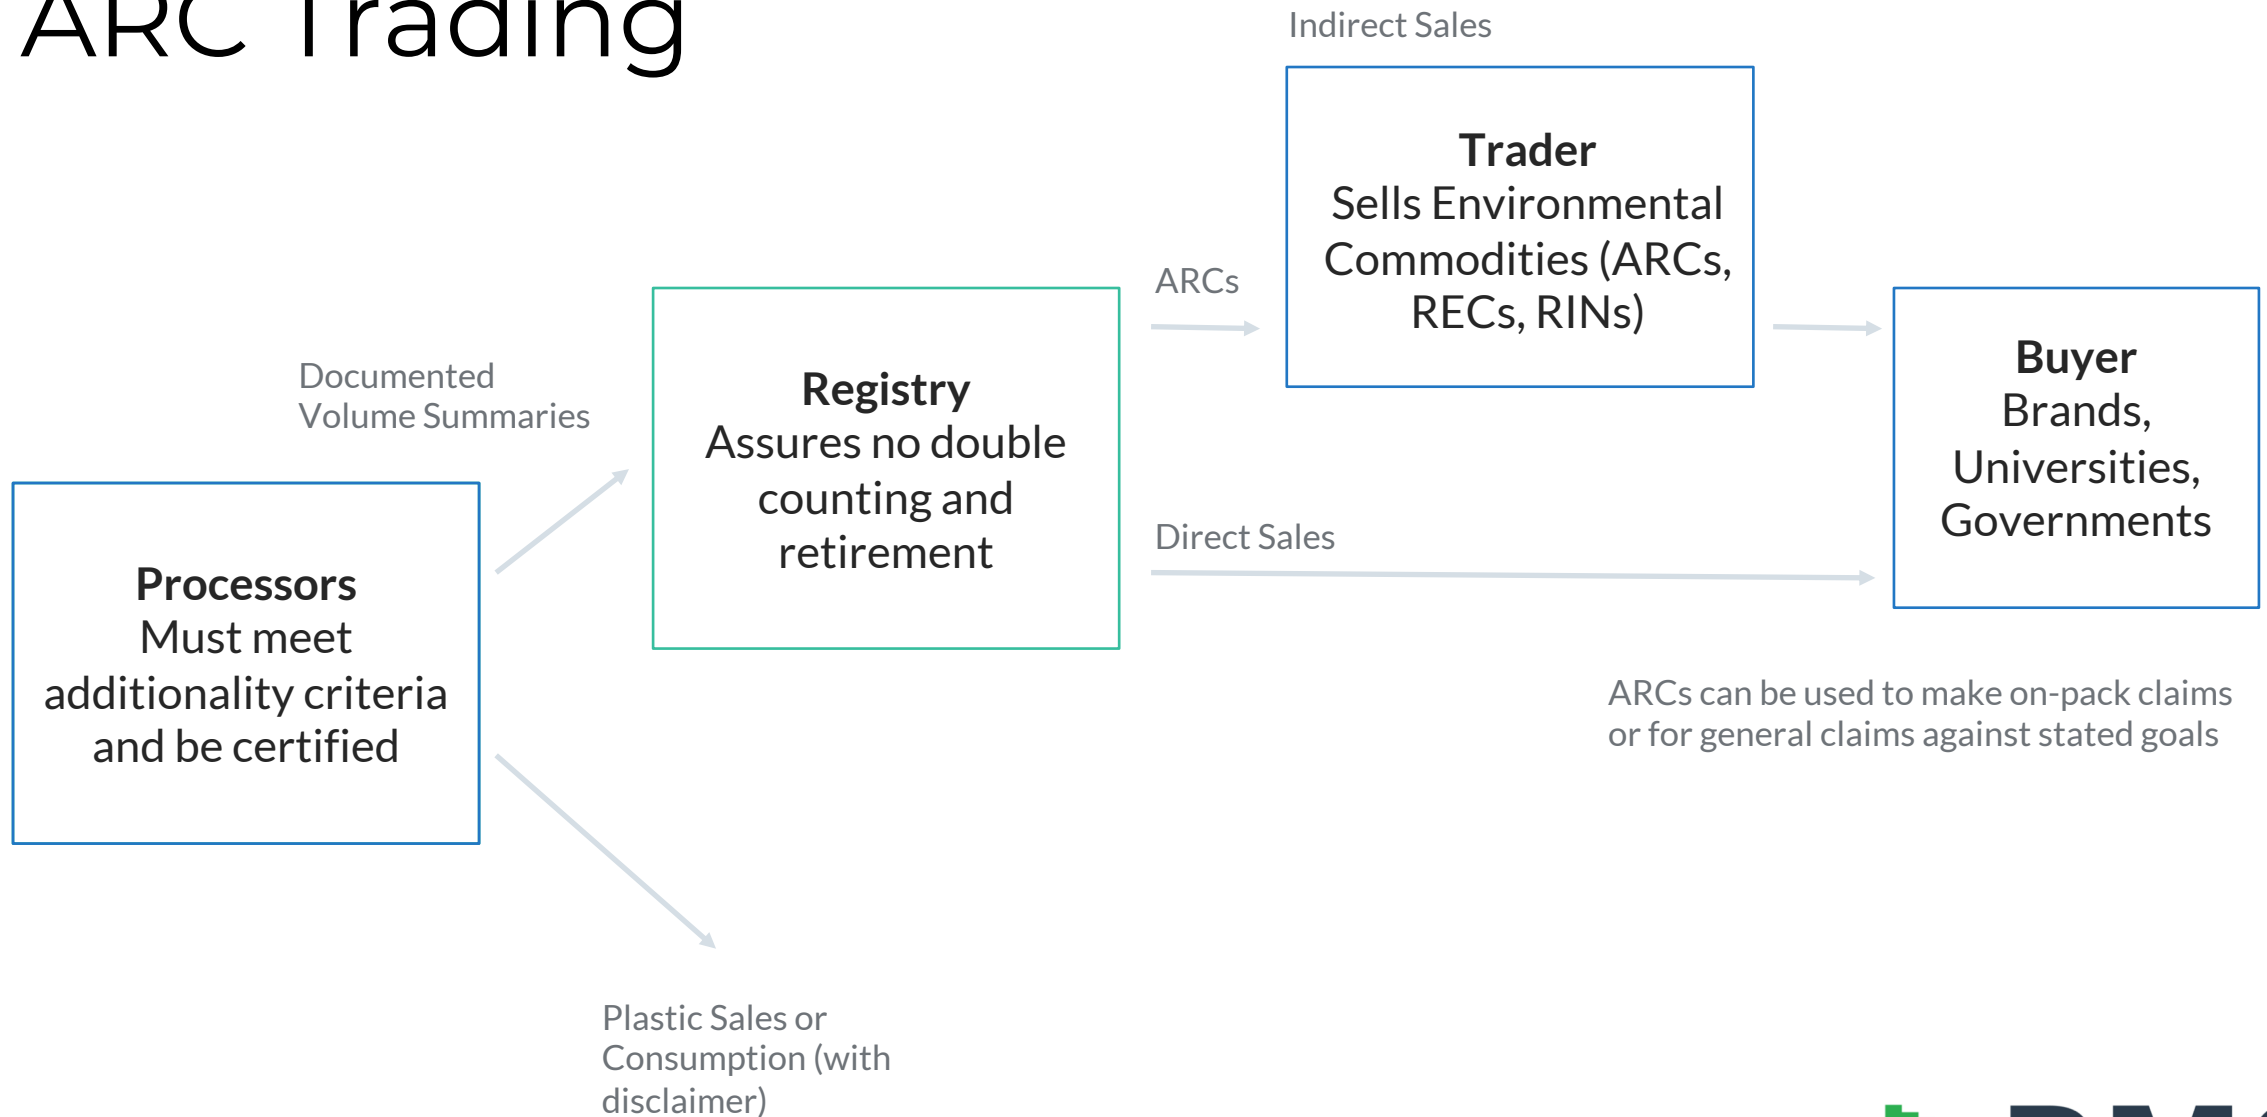 ARC Trading
Indirect Sales
Trader
Sells Environmental
Commodities (ARCs,
RECs, RINs)
ARCs
Documented
Volume Summaries
Registry
Assures no double
counting and
retirement
Buyer
Brands,
Universities,
Governments
Direct Sales
Processors
Must meet
additionality criteria
and be certified
ARCs can be used to make on-pack claims
or for general claims against stated goals
Plastic Sales or
Consumption (with
disclaimer)